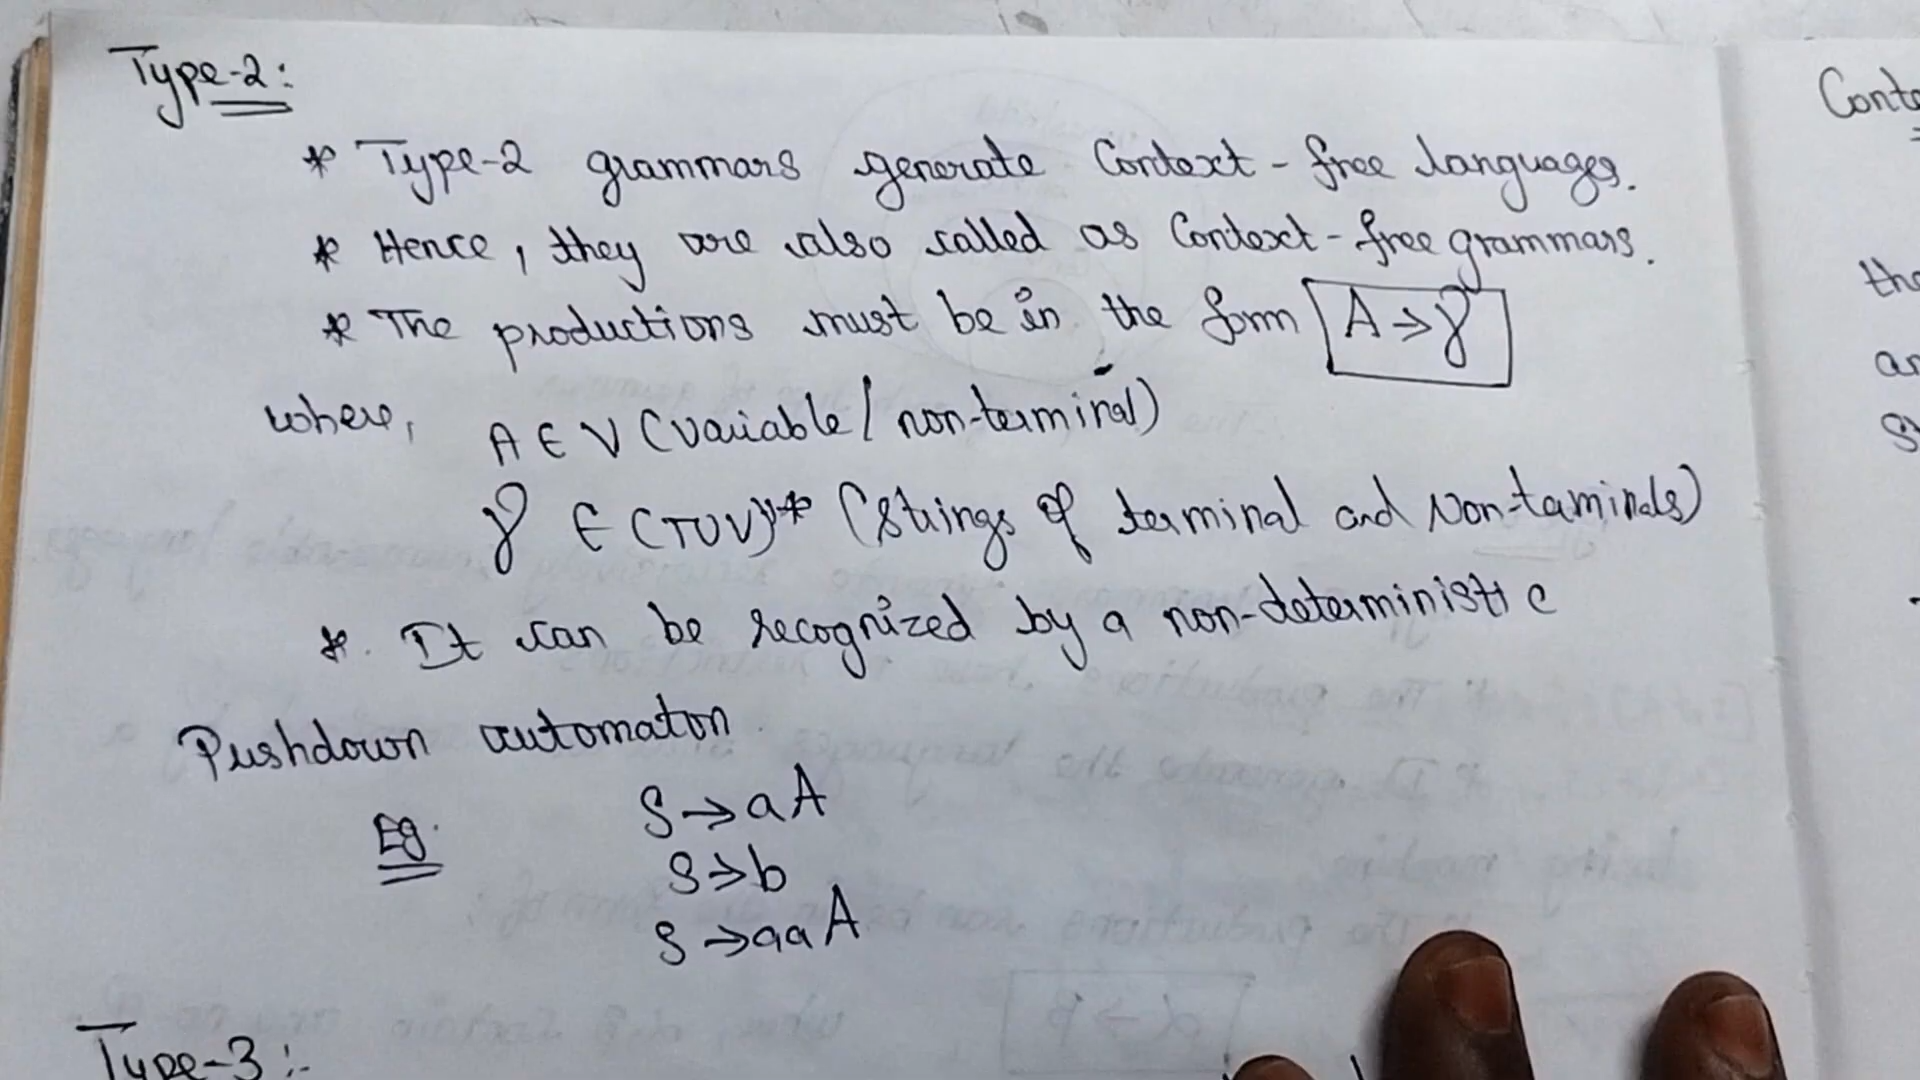 Type-2:
* Type-2 grammars generate Context-free languages.
* Hence, they are also called as Context-free grammars.
* The productions must be in the form A→γ
where, A ∈ V (variable / non-terminal)
γ ∈ (TUV)* (Strings of terminal and Non-terminals)
*. It can be recognized by a non-deterministic
Pushdown automaton.
Eg. S→aA
S→b
S→aaA
Type-3:-